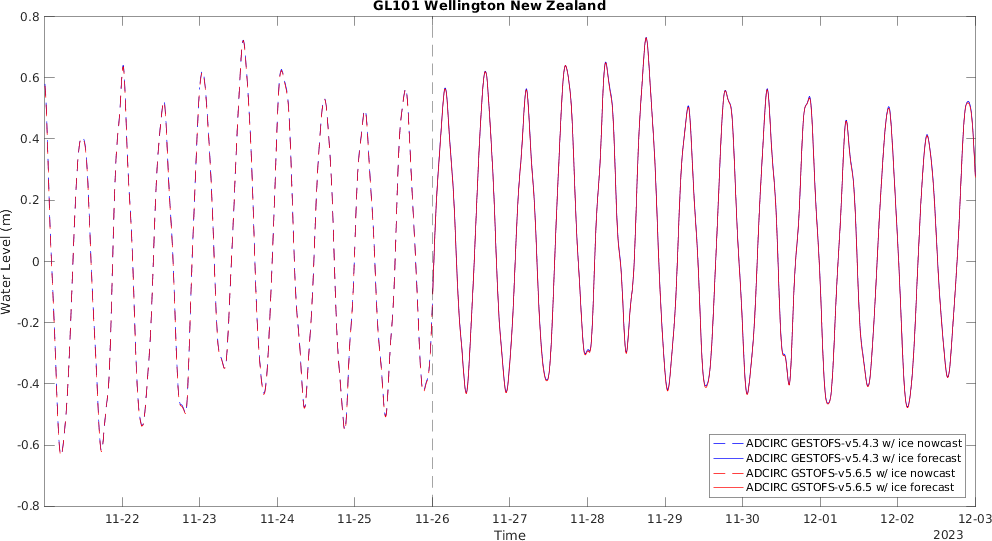 GL101 Wellington New Zealand
0.8
0.6
0.4
0.2
0
-0.2
-0.4
-0.6
-0.8
Water Level (m)
ADCIRC GESTOFS-v5.4.3 w/ ice nowcast
ADCIRC GESTOFS-v5.4.3 w/ ice forecast
ADCIRC GSTOFS-v5.6.5 w/ ice nowcast
ADCIRC GSTOFS-v5.6.5 w/ ice forecast
11-22 11-23 11-24 11-25 11-26 11-27 11-28 11-29 11-30 12-01 12-02 12-03
Time
2023